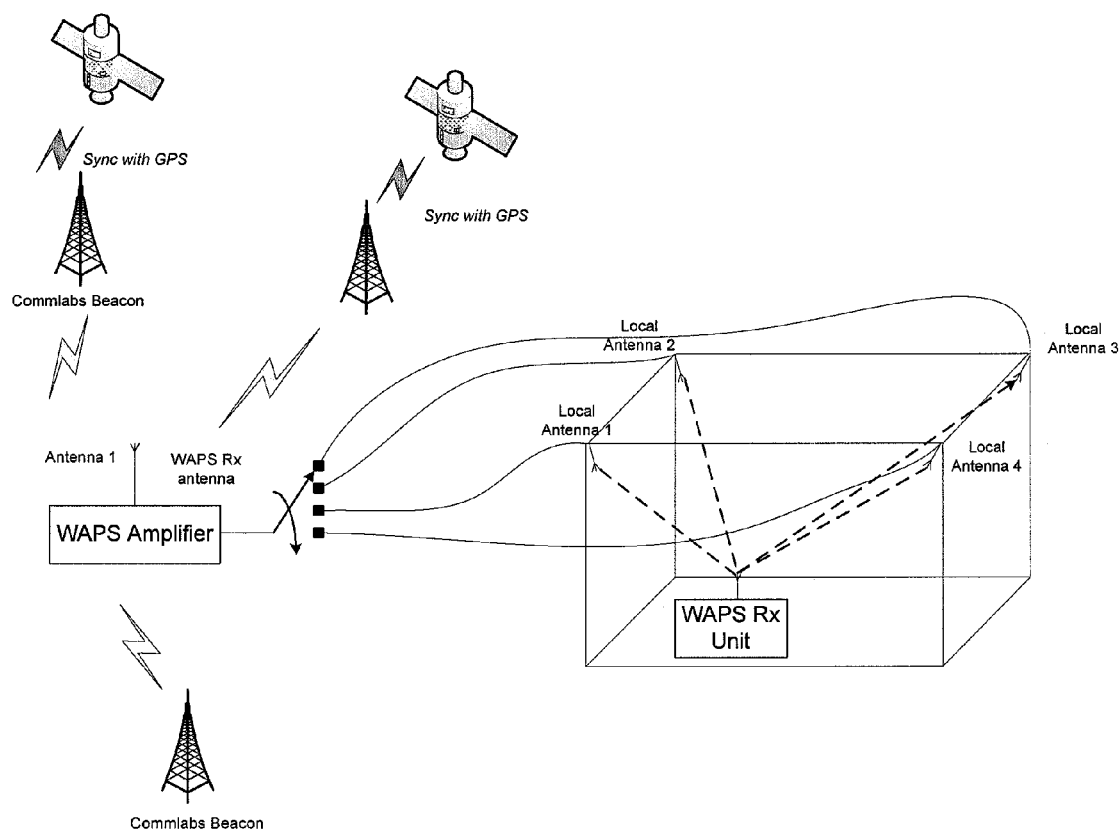 Sync with GPS
Sync with GPS
Commlabs Beacon
Local
Antenna 2
Local
Antenna 3
Local
Antenna 1
Antenna 1
WAPS Rx
antenna
Local
Antenna 4
WAPS Amplifier
WAPS Rx
Unit
Commlabs Beacon